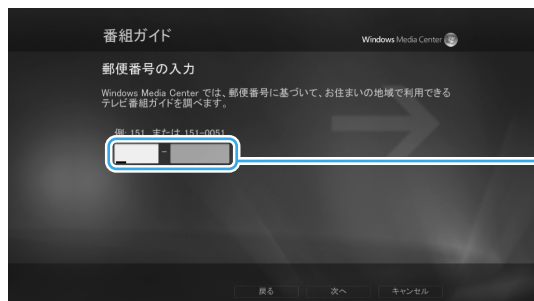 番組ガイド
Windows Media Center
郵便番号の入力
Windows Media Center では、郵便番号に基づいて、お住まいの地域で利用できる
テレビ番組ガイドを調べます。
例: 151 または 151-0051
-
戻る 次へ キャンセル